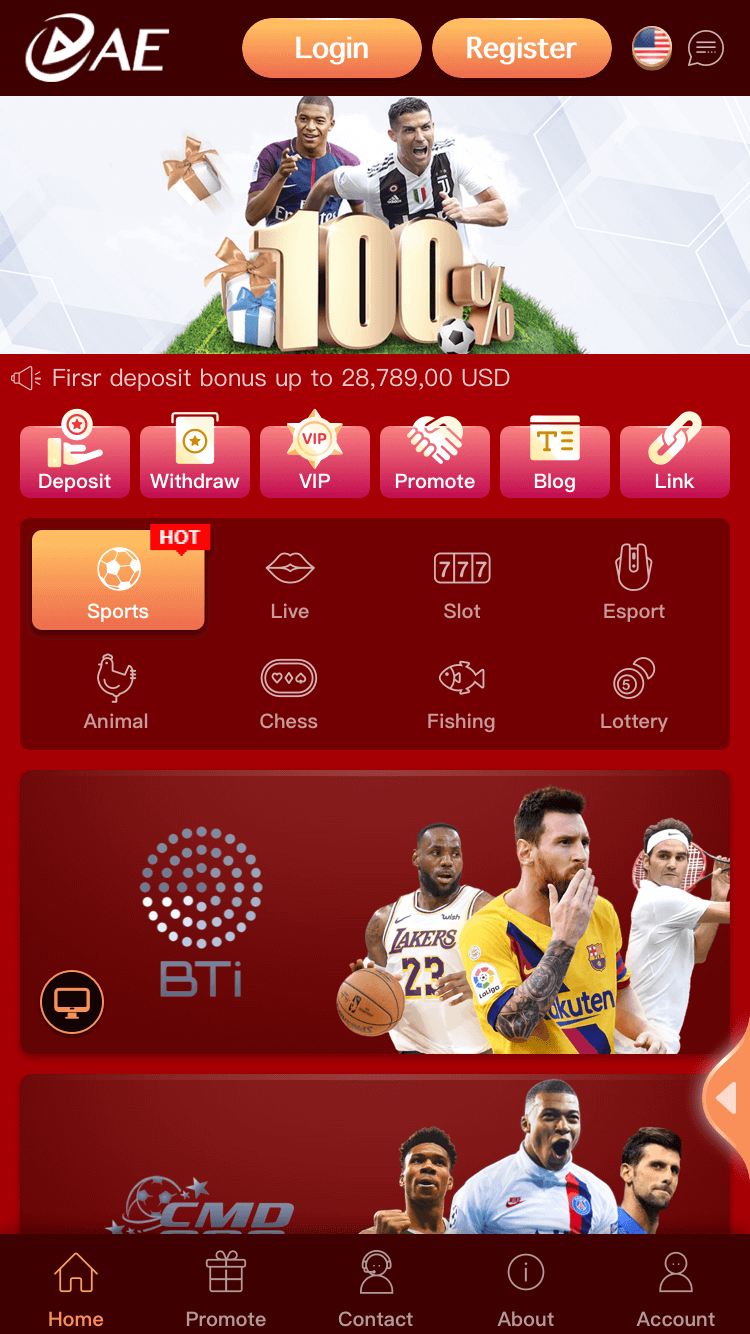 AE
Login
Register
100%
Firsr deposit bonus up to 28,789,00 USD
VIP
Deposit
Withdraw
VIP
Promote
Blog
Link
HOT
777
Sports
Live
Slot
Esport
5
Animal
Chess
Fishing
Lottery
wish
LAKERS
23
LaLiga
BTi
CMD
Home
Promote
Contact
About
Account